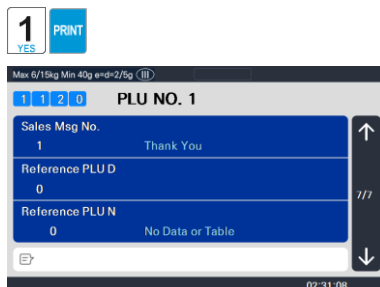 1
YES
PRINT
Max 6/15kg Min 40g e=d=2/5g III
1 1 2 0 PLU NO. 1
Sales Msg No.
1 Thank You
Reference PLU D
0
7/7
Reference PLU N
0 No Data or Table
02:31:08